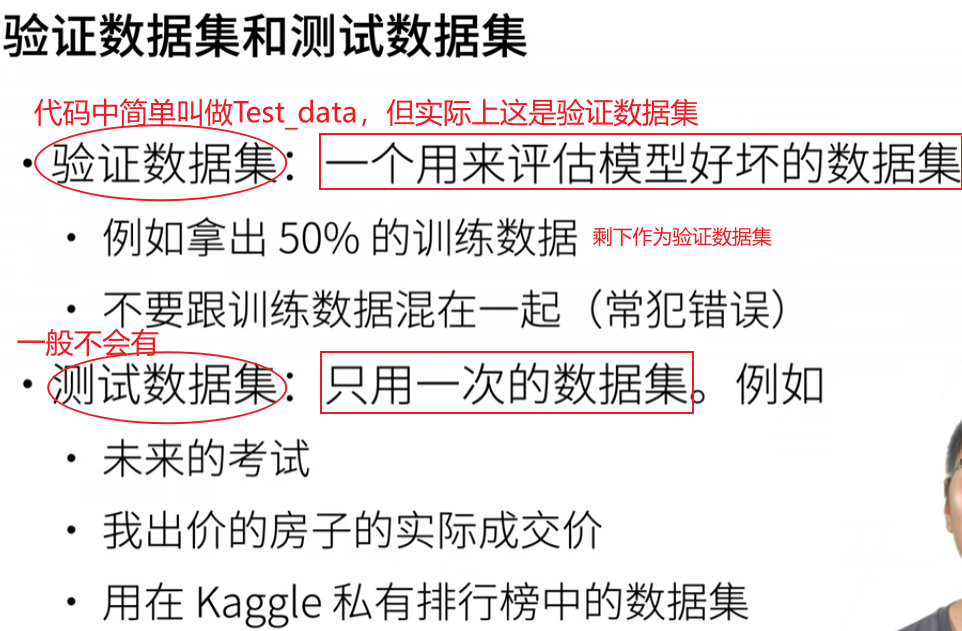 验证数据集和测试数据集
代码中简单叫做Test_data，但实际上这是验证数据集
• 验证数据集：一个用来评估模型好坏的数据集
• 例如拿出 50% 的训练数据 剩下作为验证数据集
• 不要跟训练数据混在一起（常犯错误）
一般不会有
• 测试数据集：只用一次的数据集。例如
• 未来的考试
• 我出价的房子的实际成交价
• 用在 Kaggle 私有排行榜中的数据集